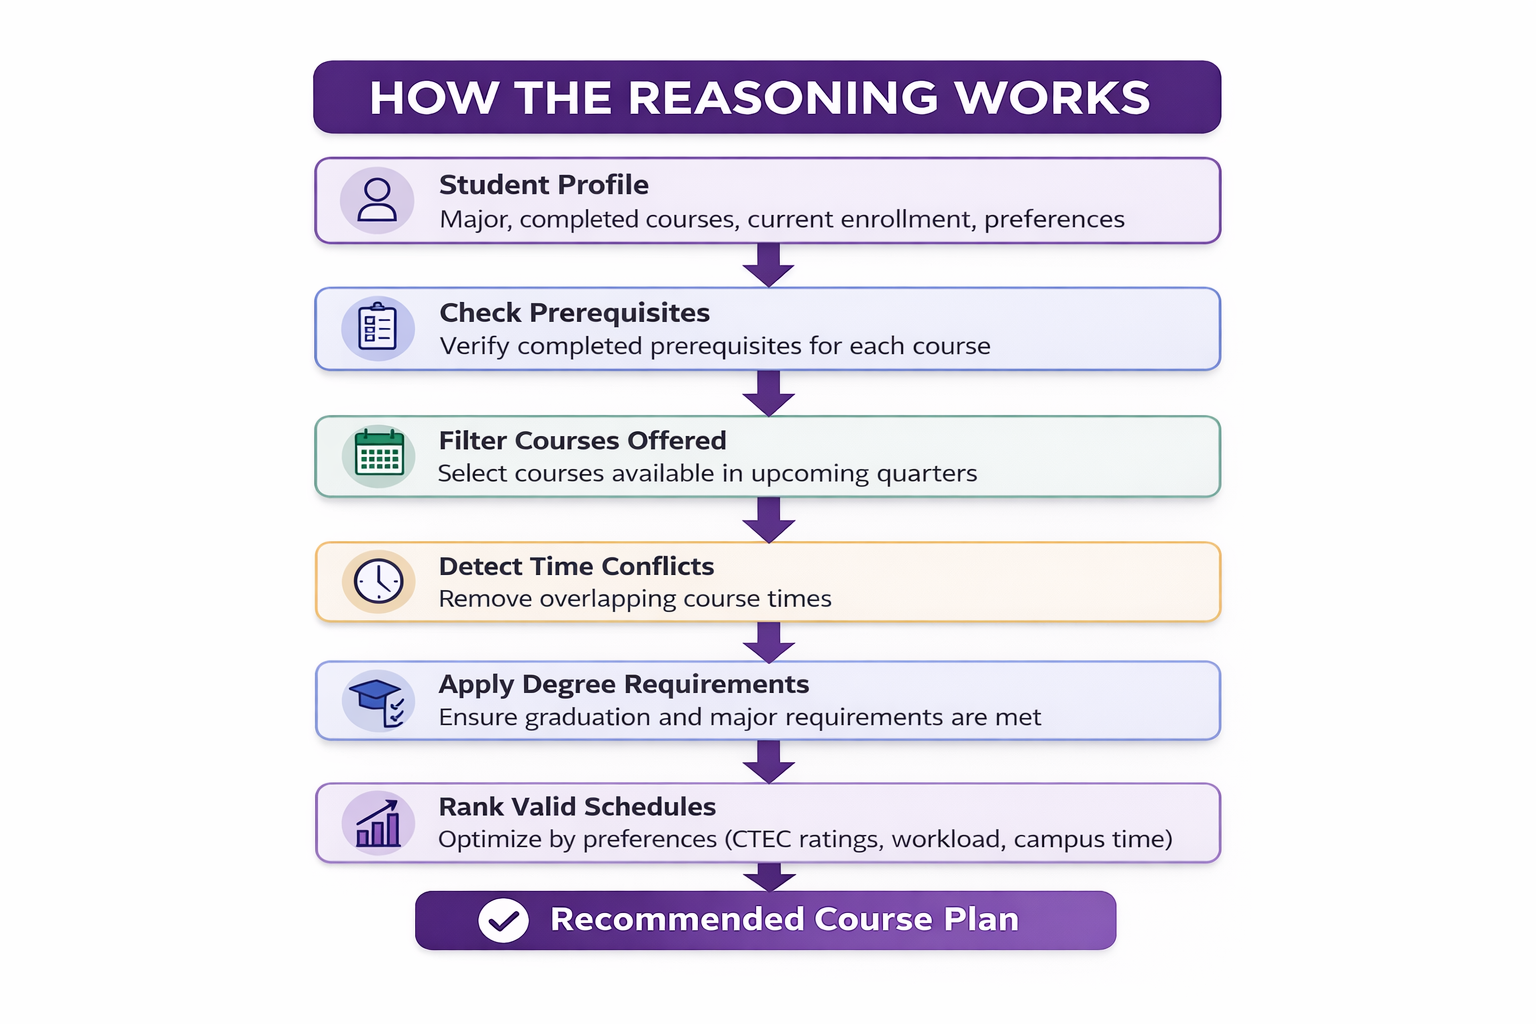 HOW THE REASONING WORKS
Student Profile
Major, completed courses, current enrollment, preferences
Check Prerequisites
Verify completed prerequisites for each course
Filter Courses Offered
Select courses available in upcoming quarters
Detect Time Conflicts
Remove overlapping course times
Apply Degree Requirements
Ensure graduation and major requirements are met
Rank Valid Schedules
Optimize by preferences (CTEC ratings, workload, campus time)
Recommended Course Plan